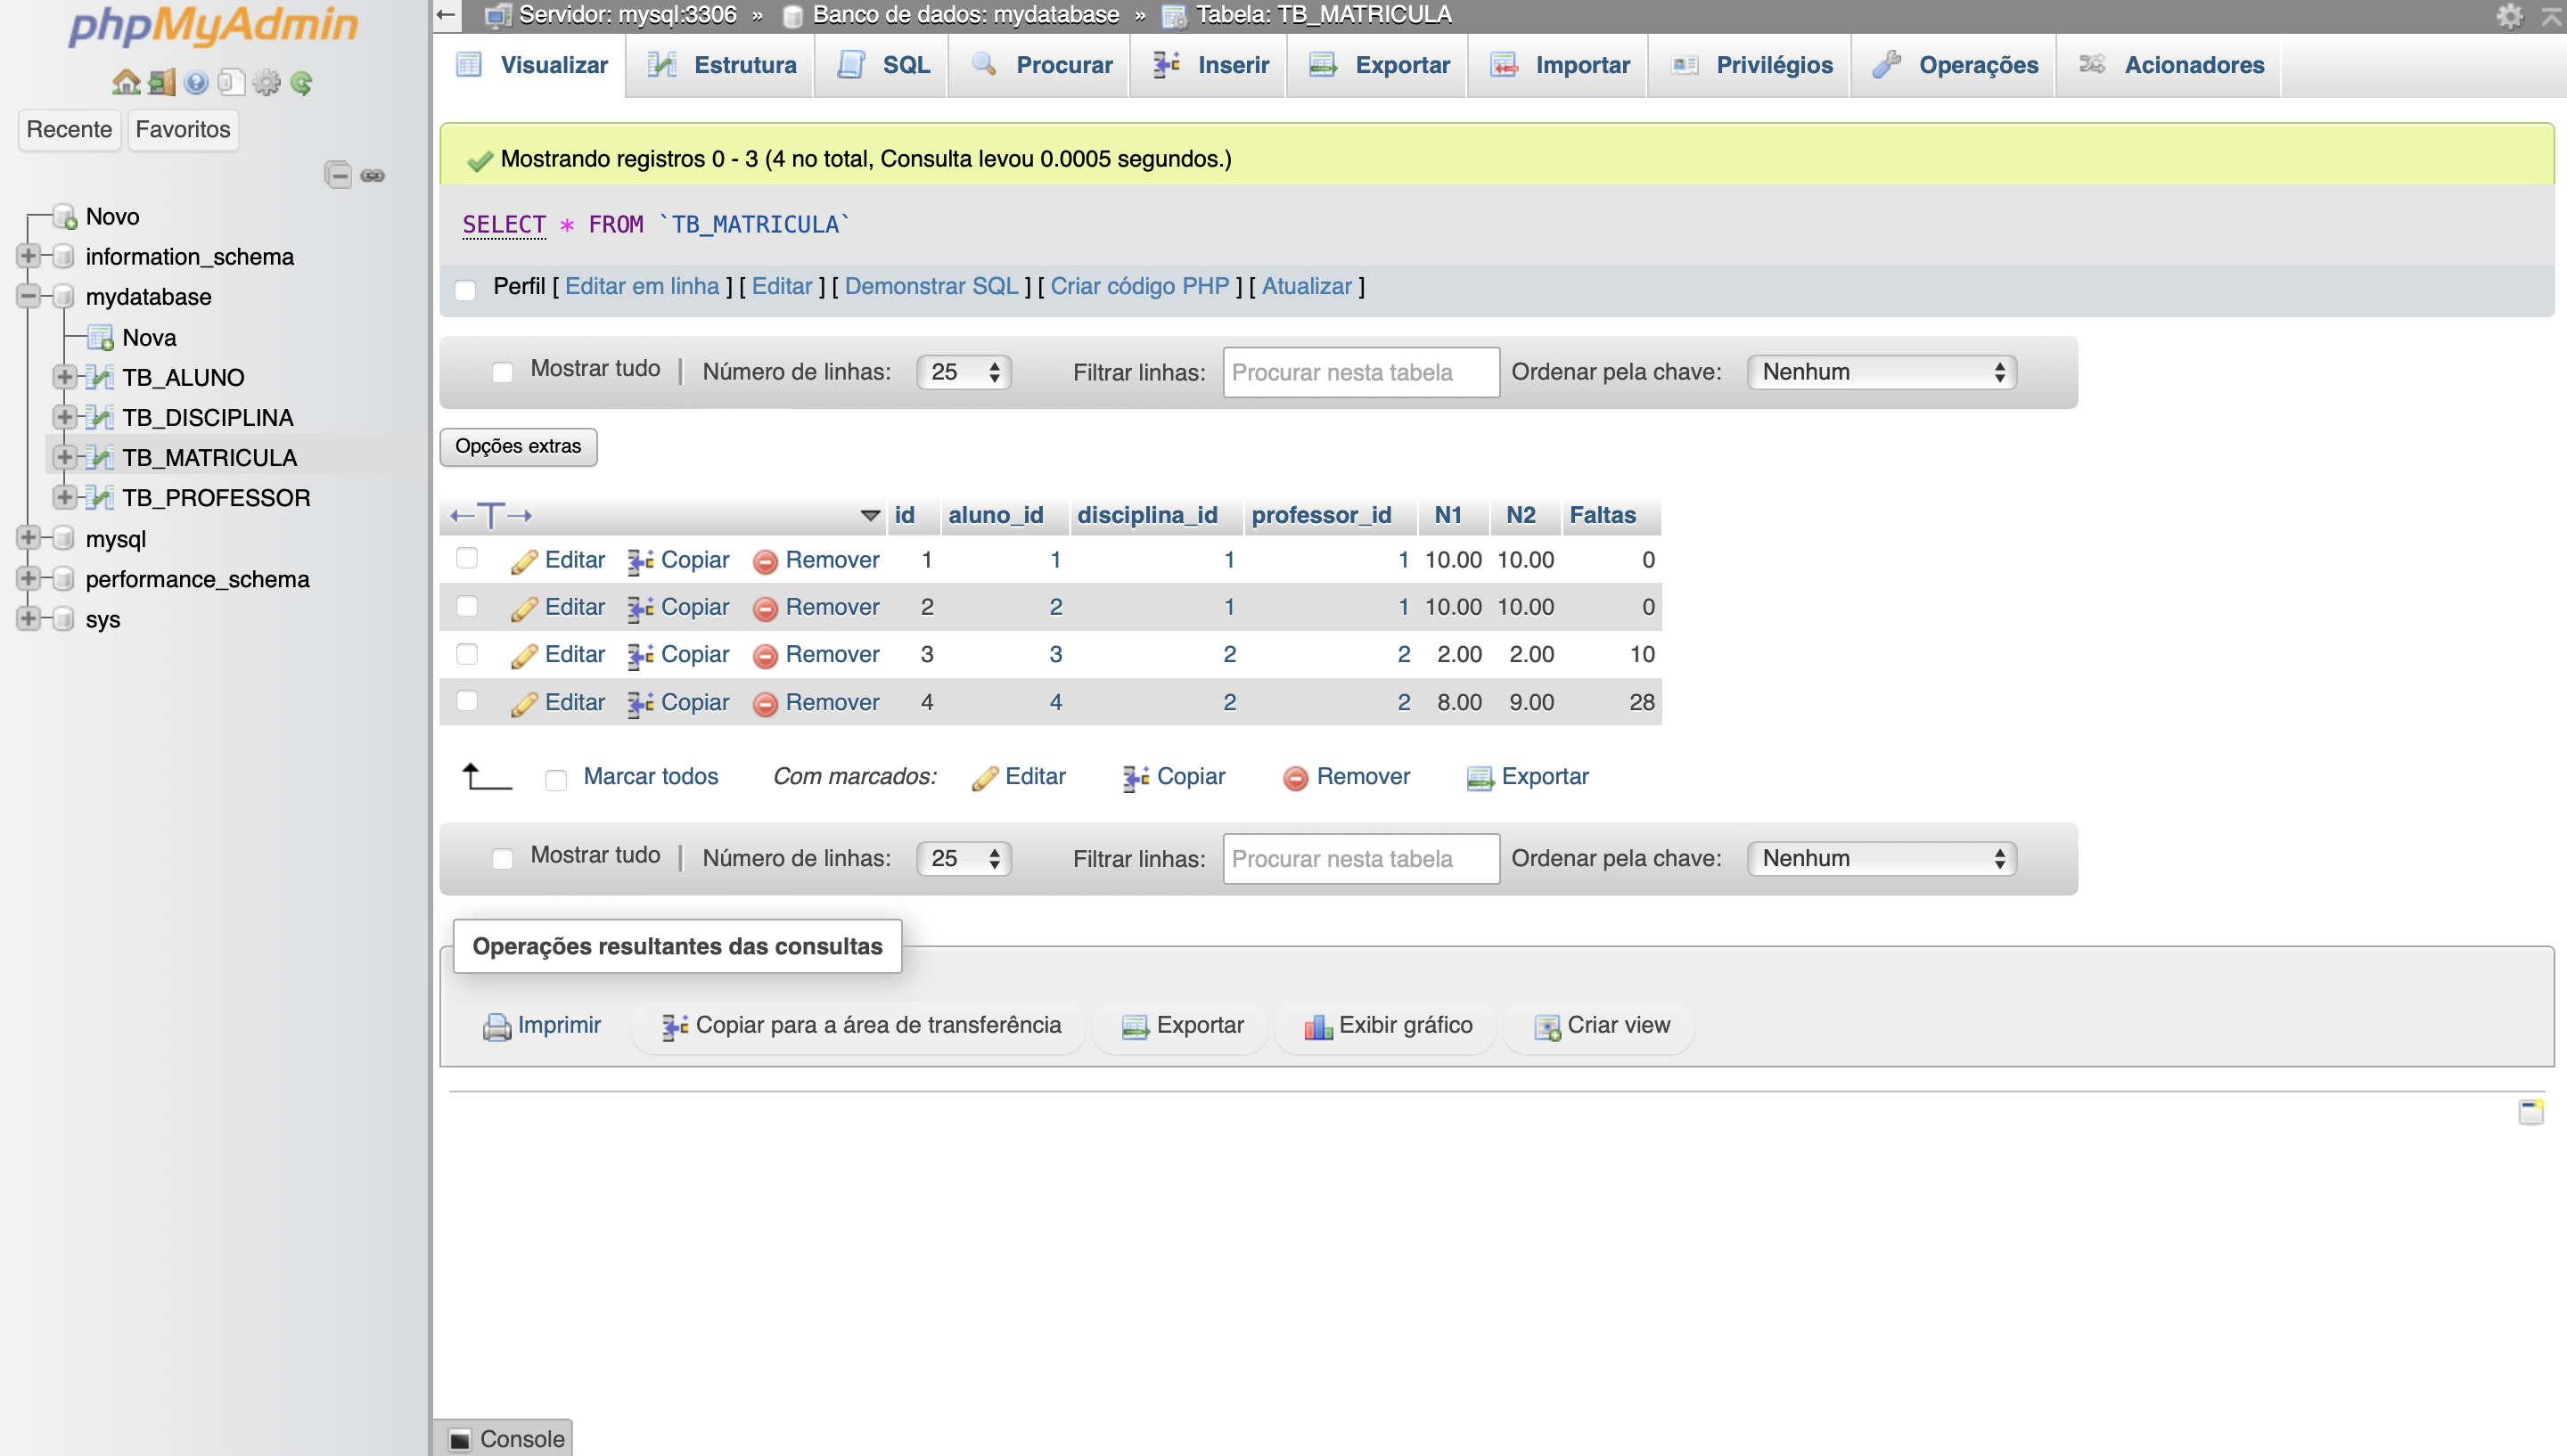 phpMyAdmin
Recente Favoritos
Novo
information_schema
mydatabase
Nova
TB_ALUNO
TB_DISCIPLINA
TB_MATRICULA
TB_PROFESSOR
mysql
performance_schema
sys
Servidor: mysql:3306 » Banco de dados: mydatabase » Tabela: TB_MATRICULA
Visualizar Estrutura SQL Procurar Inserir Exportar Importar Privilégios Operações Acionadores
Mostrando registros 0 - 3 (4 no total, Consulta levou 0.0005 segundos.)
SELECT * FROM `TB_MATRICULA`
Perfil [ Editar em linha ] [ Editar ] [ Demonstrar SQL ] [ Criar código PHP ] [ Atualizar ]
Mostrar tudo | Número de linhas: 25 Filtrar linhas: Procurar nesta tabela Ordenar pela chave: Nenhum
Opções extras
←T→ id aluno_id disciplina_id professor_id N1 N2 Faltas
Editar Copiar Remover 1 1 1 1 10.00 10.00 0
Editar Copiar Remover 2 2 1 1 10.00 10.00 0
Editar Copiar Remover 3 3 2 2 2.00 2.00 10
Editar Copiar Remover 4 4 2 2 8.00 9.00 28
Marcar todos Com marcados: Editar Copiar Remover Exportar
Mostrar tudo | Número de linhas: 25 Filtrar linhas: Procurar nesta tabela Ordenar pela chave: Nenhum
Operações resultantes das consultas
Imprimir Copiar para a área de transferência Exportar Exibir gráfico Criar view
Console